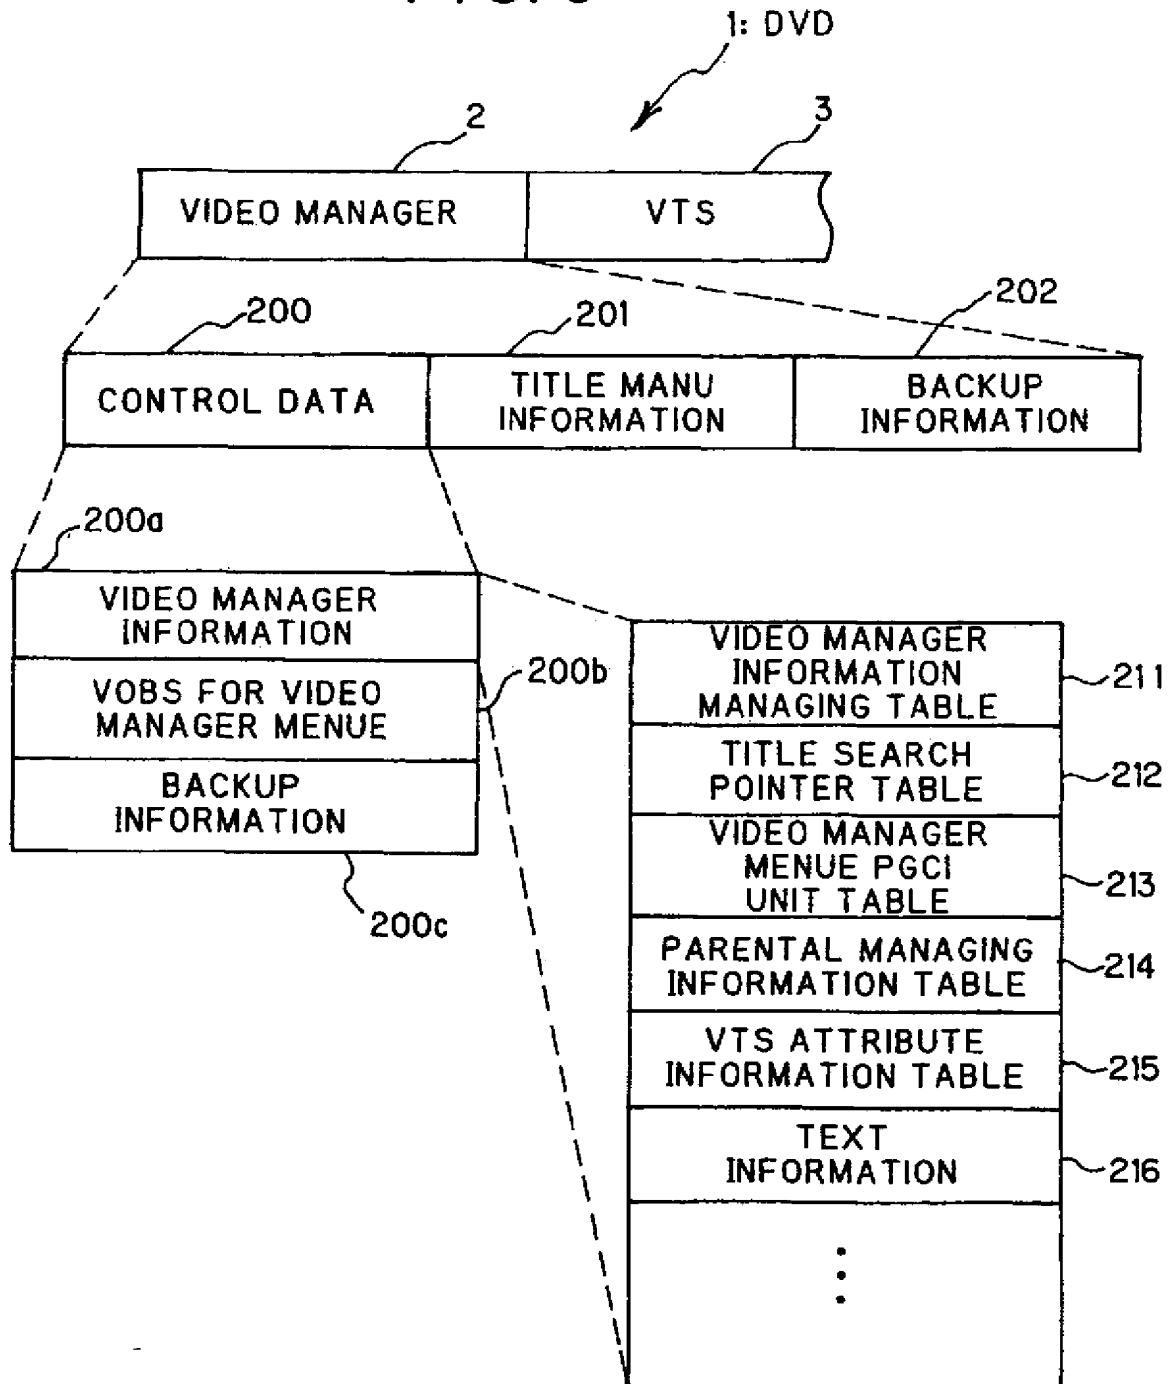 1: DVD
2
3
VIDEO MANAGER
VTS
200
201
202
CONTROL DATA
TITLE MANU
INFORMATION
BACKUP
INFORMATION
200a
VIDEO MANAGER
INFORMATION
200b
VOBS FOR VIDEO
MANAGER MENUE
BACKUP
INFORMATION
200c
VIDEO MANAGER
INFORMATION
MANAGING TABLE
211
TITLE SEARCH
POINTER TABLE
212
VIDEO MANAGER
MENUE PGCI
UNIT TABLE
213
PARENTAL MANAGING
INFORMATION TABLE
214
VTS ATTRIBUTE
INFORMATION TABLE
215
TEXT
INFORMATION
216